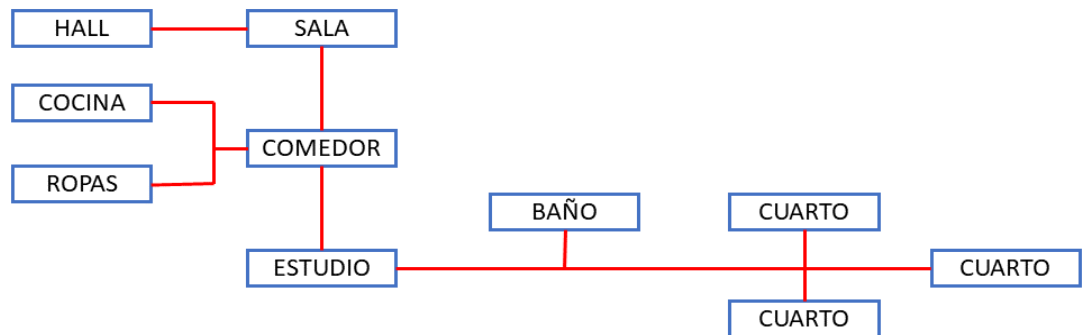 HALL
SALA
COCINA
COMEDOR
ROPAS
BAÑO
CUARTO
ESTUDIO
CUARTO
CUARTO